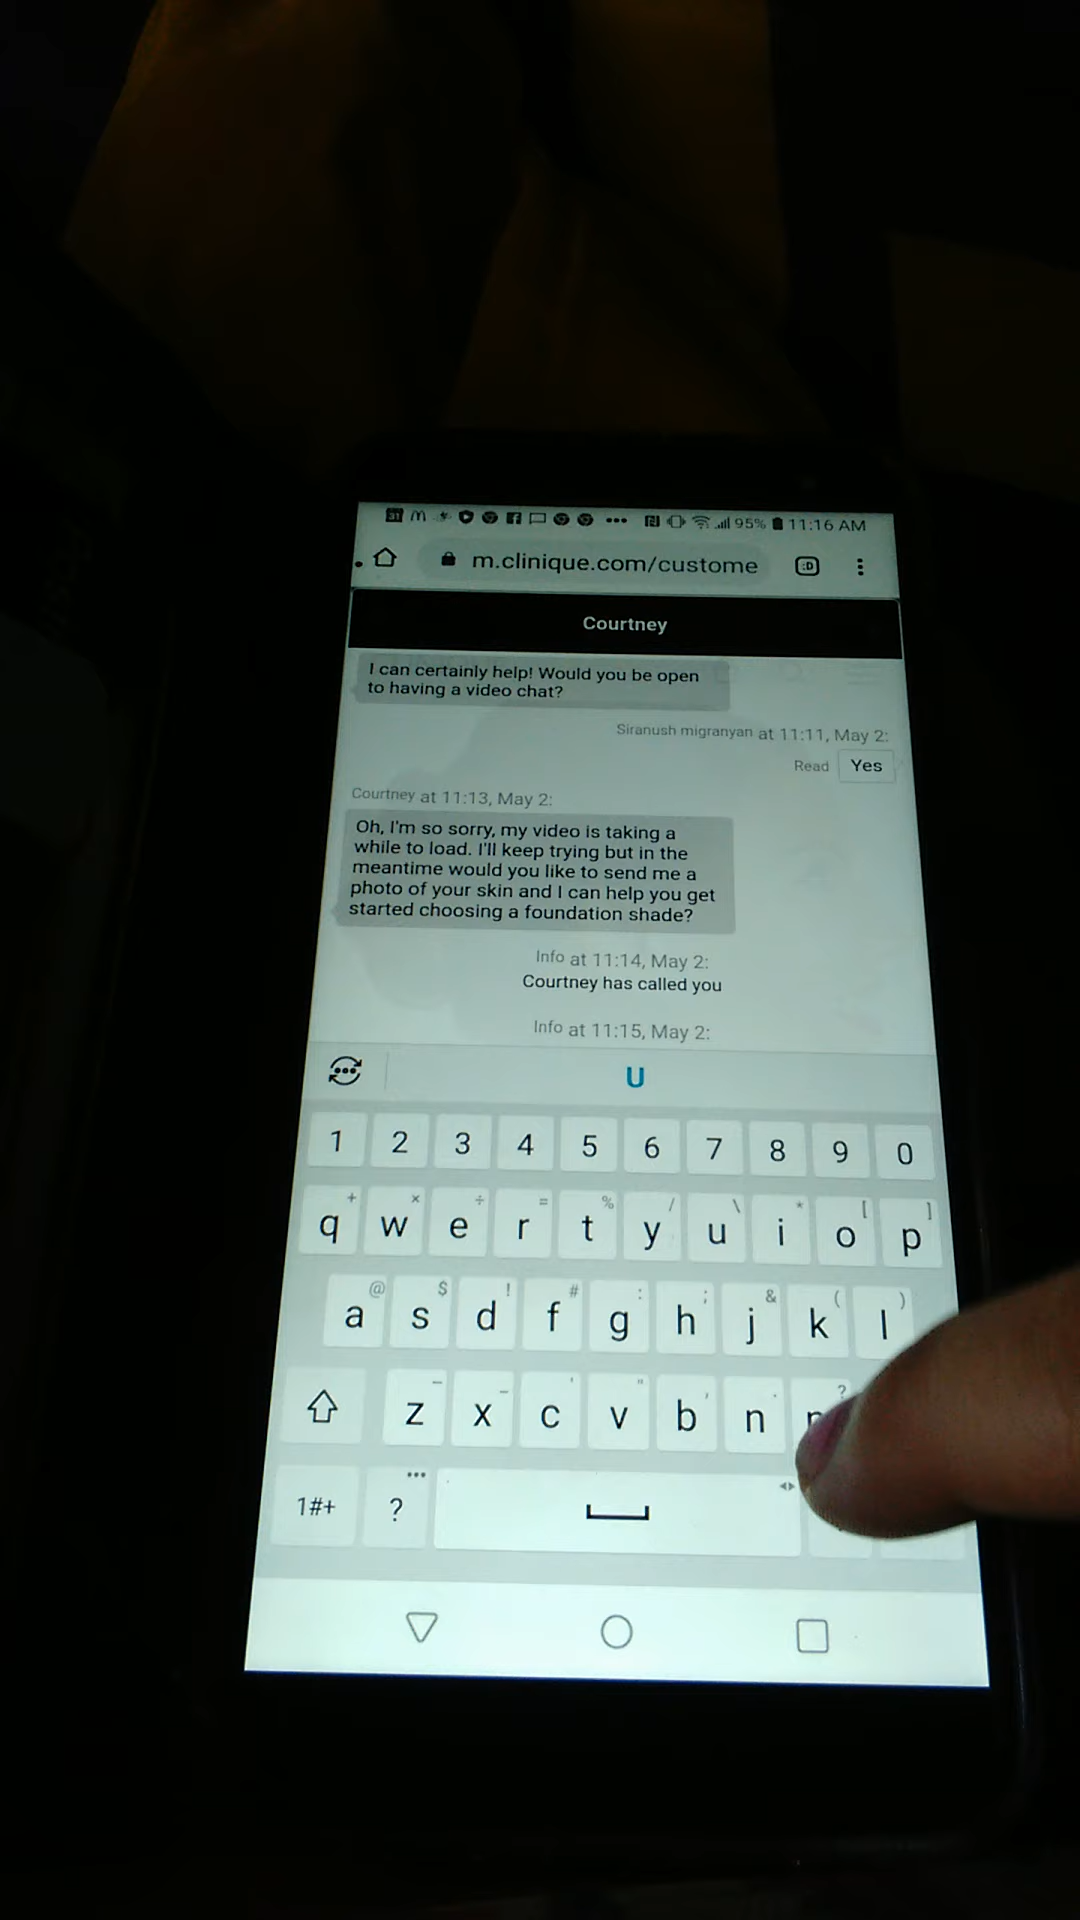 95% 11:16 AM
m.clinique.com/custome
:D
Courtney
I can certainly help! Would you be open
to having a video chat?
Siranush migranyan at 11:11, May 2:
Read Yes
Courtney at 11:13, May 2:
Oh, I'm so sorry, my video is taking a
while to load. I'll keep trying but in the
meantime would you like to send me a
photo of your skin and I can help you get
started choosing a foundation shade?
Info at 11:14, May 2:
Courtney has called you
Info at 11:15, May 2:
U
1 2 3 4 5 6 7 8 9 0
+ × ÷ = % / \ * [ ]
q w e r t y u i o p
@ $ ! # : ; & ( )
a s d f g h j k l
?
z x c v b n
1#+ ?